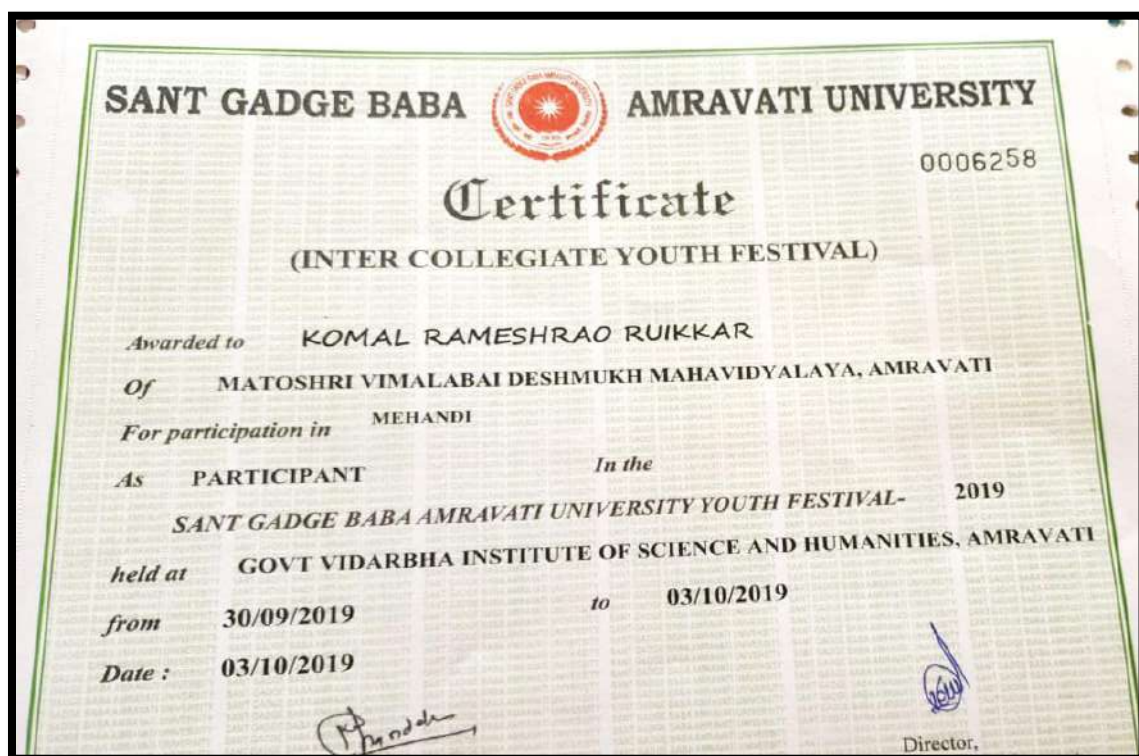 SANT GADGE BABA AMRAVATI UNIVERSITY
0006258
Certificate
(INTER COLLEGIATE YOUTH FESTIVAL)
Awarded to KOMAL RAMESHRAO RUIKKAR
Of MATOSHRI VIMALABAI DESHMUKH MAHAVIDYALAYA, AMRAVATI
For participation in MEHANDI
As PARTICIPANT In the
SANT GADGE BABA AMRAVATI UNIVERSITY YOUTH FESTIVAL- 2019
held at GOVT VIDARBHA INSTITUTE OF SCIENCE AND HUMANITIES, AMRAVATI
from 30/09/2019 to 03/10/2019
Date : 03/10/2019
Director,